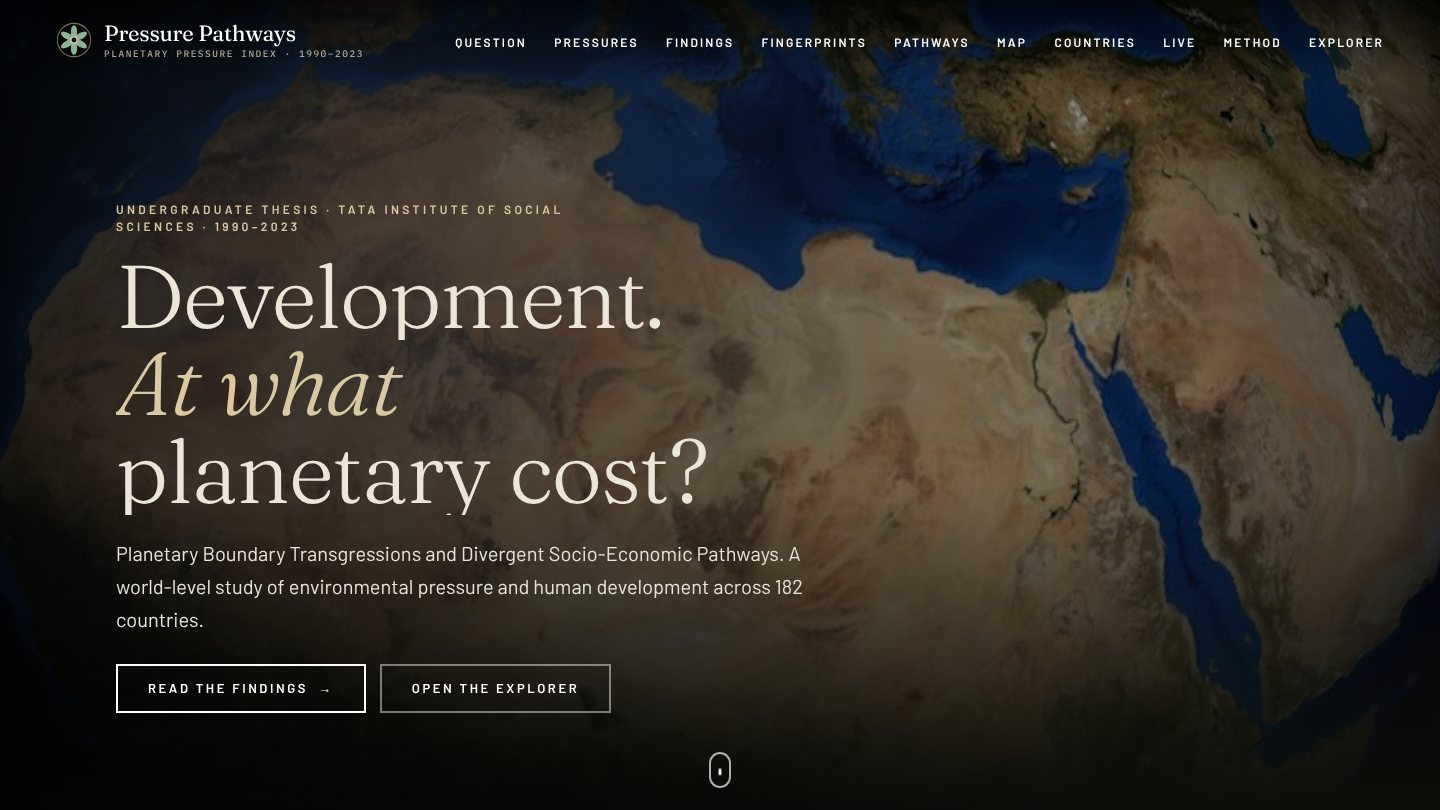 Pressure Pathways
PLANETARY PRESSURE INDEX · 1990–2023
QUESTION PRESSURES FINDINGS FINGERPRINTS PATHWAYS MAP COUNTRIES LIVE METHOD EXPLORER
UNDERGRADUATE THESIS · TATA INSTITUTE OF SOCIAL
SCIENCES · 1990–2023
Development.
At what
planetary cost?
Planetary Boundary Transgressions and Divergent Socio-Economic Pathways. A
world-level study of environmental pressure and human development across 182
countries.
READ THE FINDINGS →
OPEN THE EXPLORER